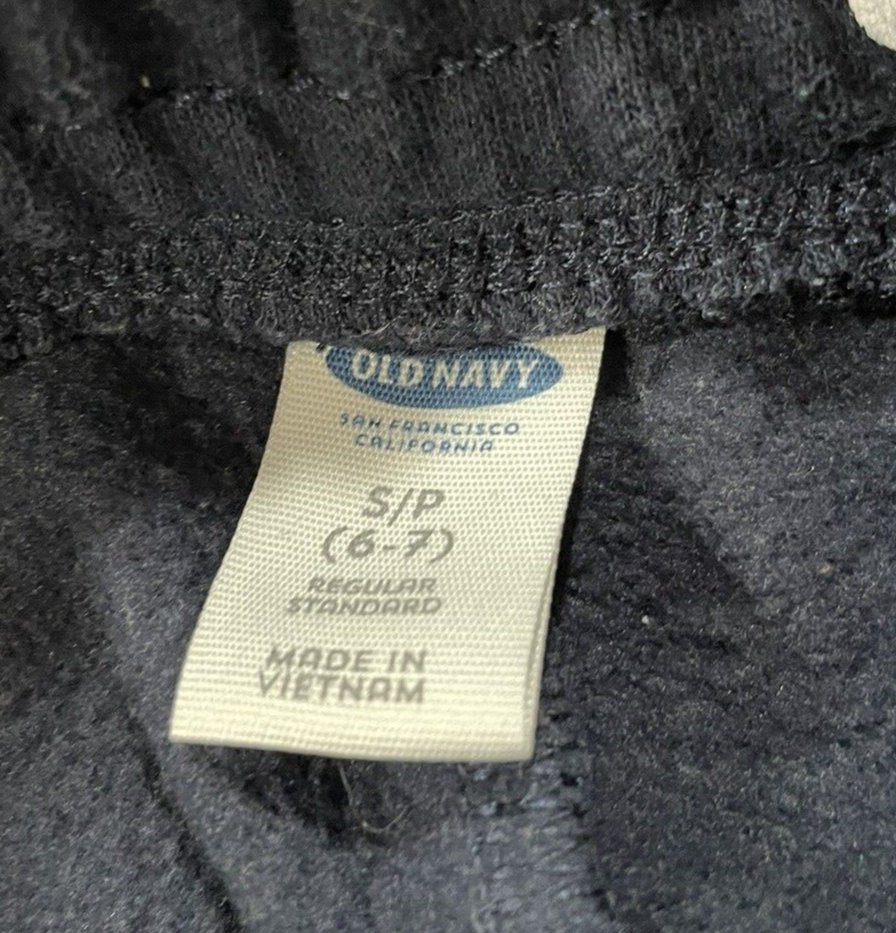 OLD NAVY
SAN FRANCISCO
CALIFORNIA
S/P
(6-7)
REGULAR
STANDARD
MADE IN
VIETNAM